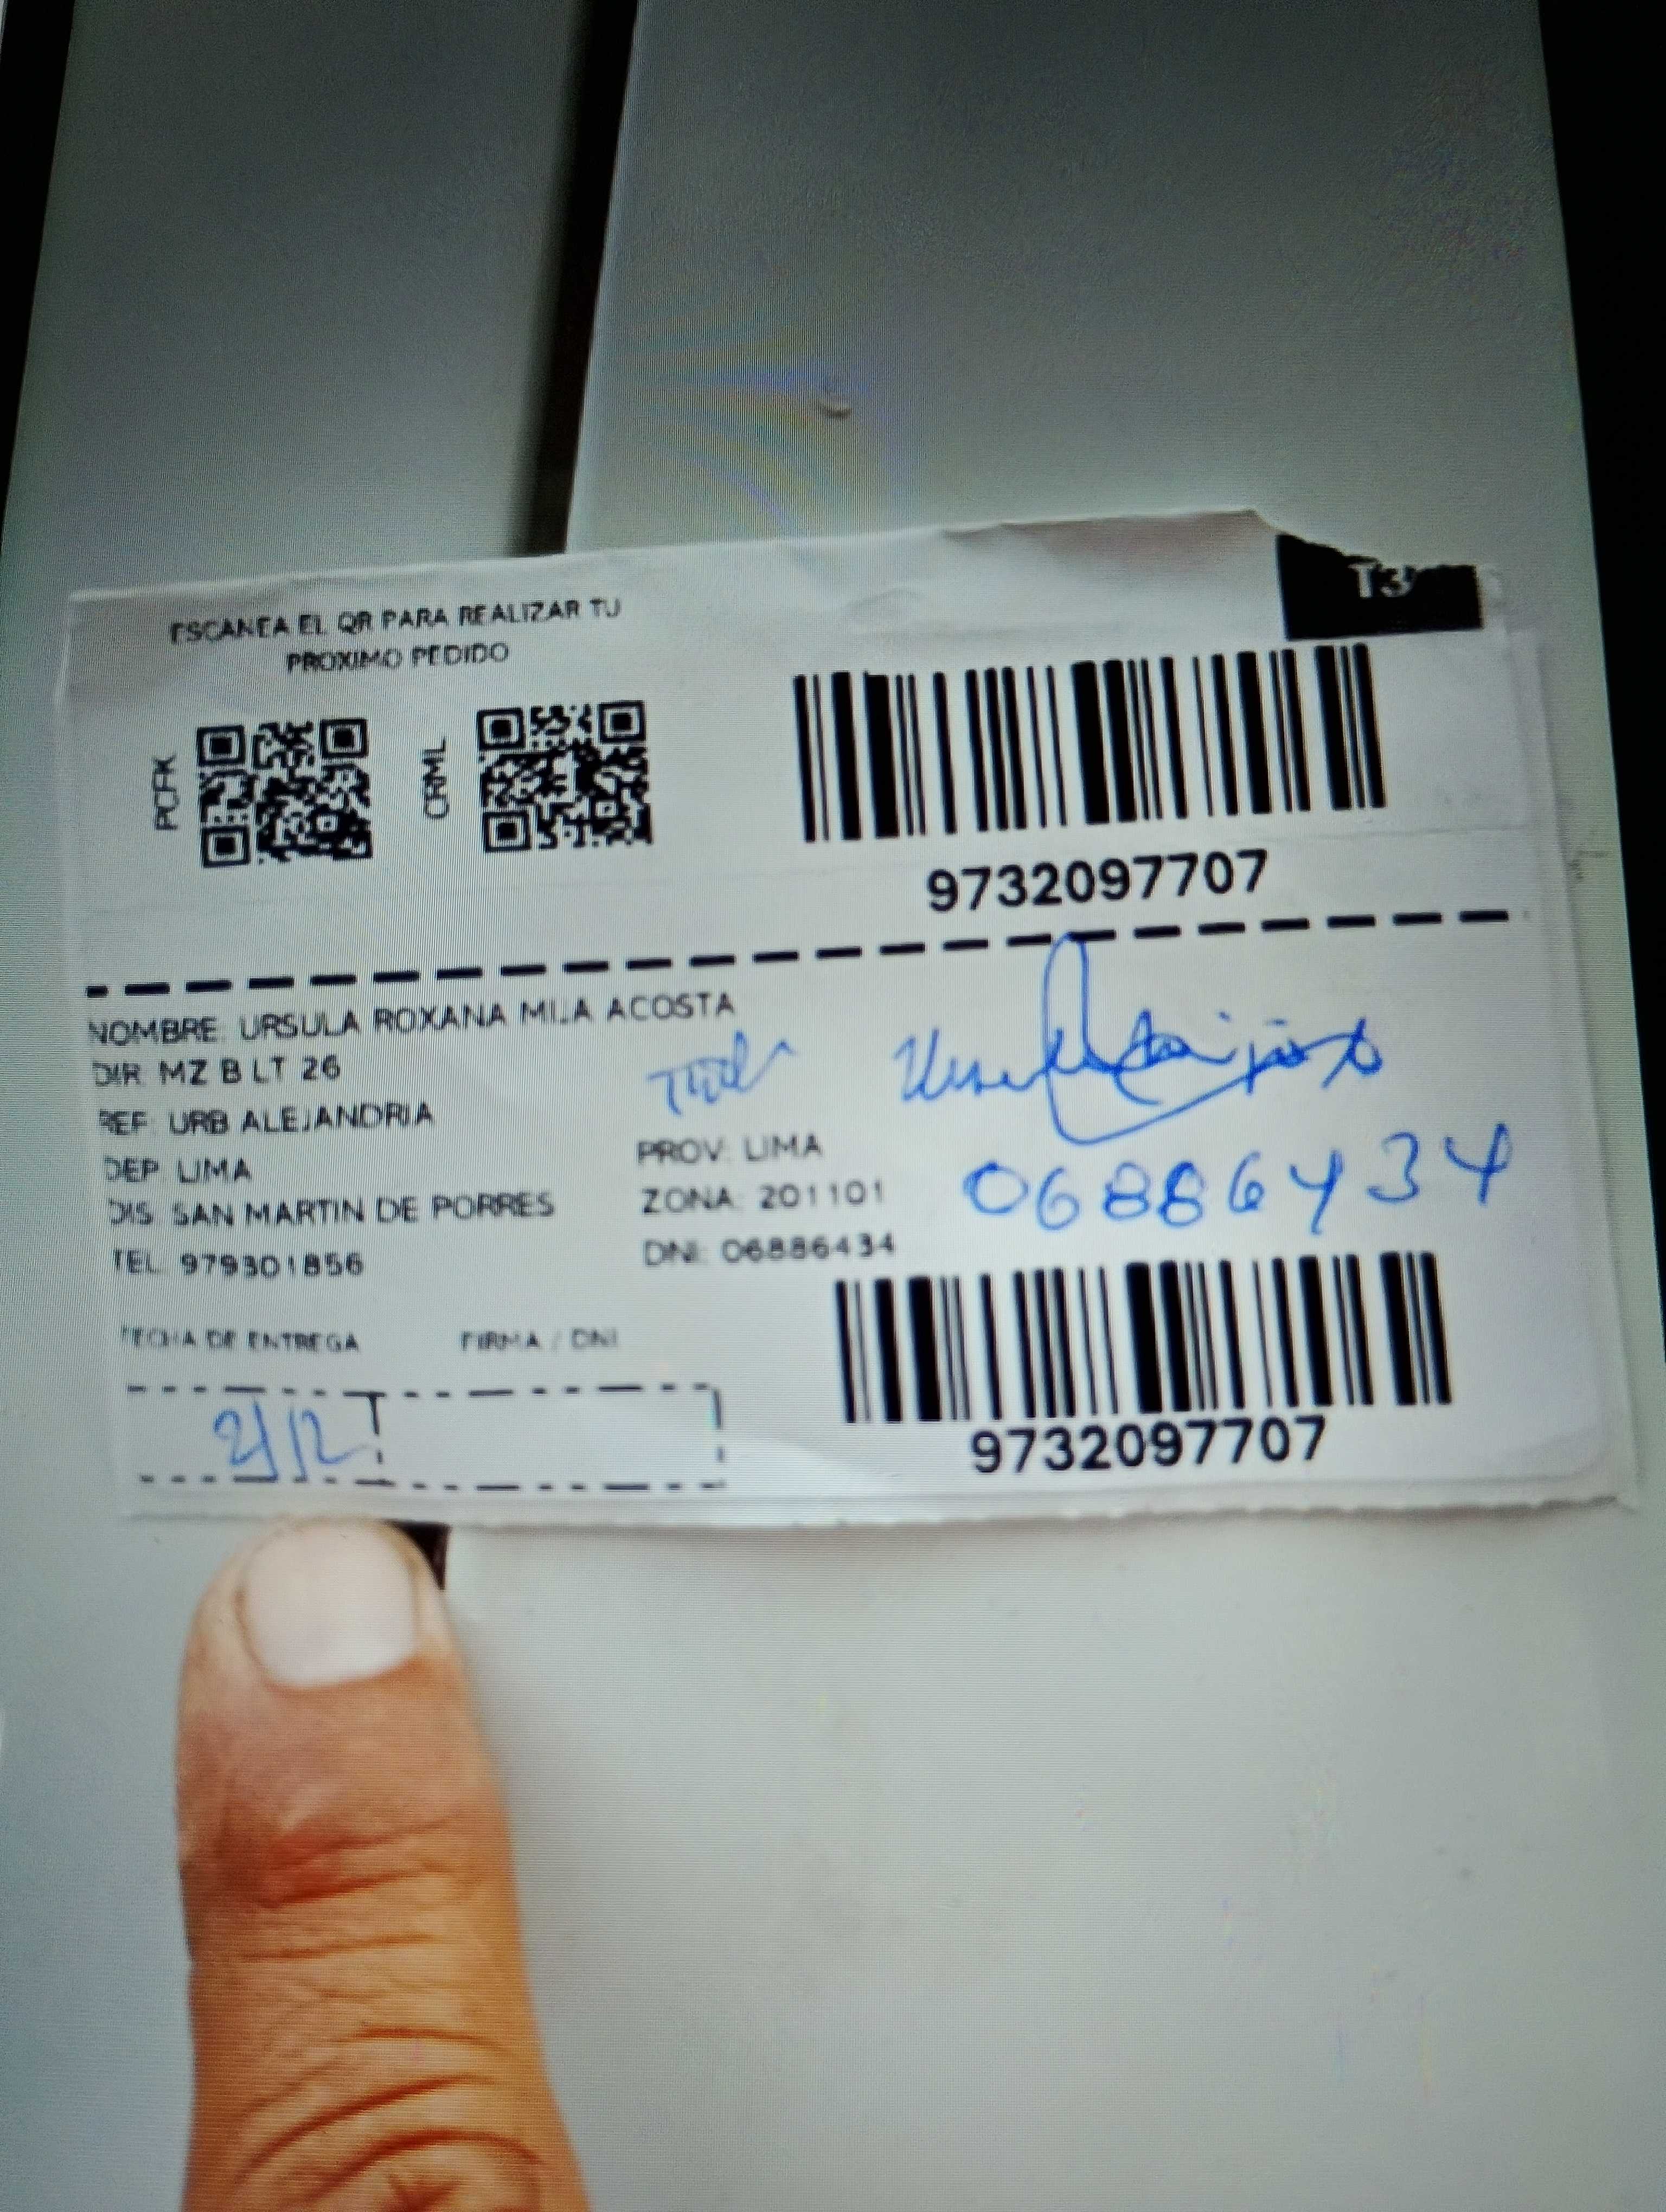 T3
ESCANEA EL QR PARA REALIZAR TU
PROXIMO PEDIDO
PCFK
CRML
9732097707
NOMBRE: URSULA ROXANA MIJA ACOSTA
DIR: MZ B LT 26
REF: URB ALEJANDRIA
DEP: LIMA
PROV: LIMA
DIS: SAN MARTIN DE PORRES
ZONA: 201101
TEL: 979301856
DNI: 06886434
06886434
FECHA DE ENTREGA
FIRMA / DNI
2/12
9732097707